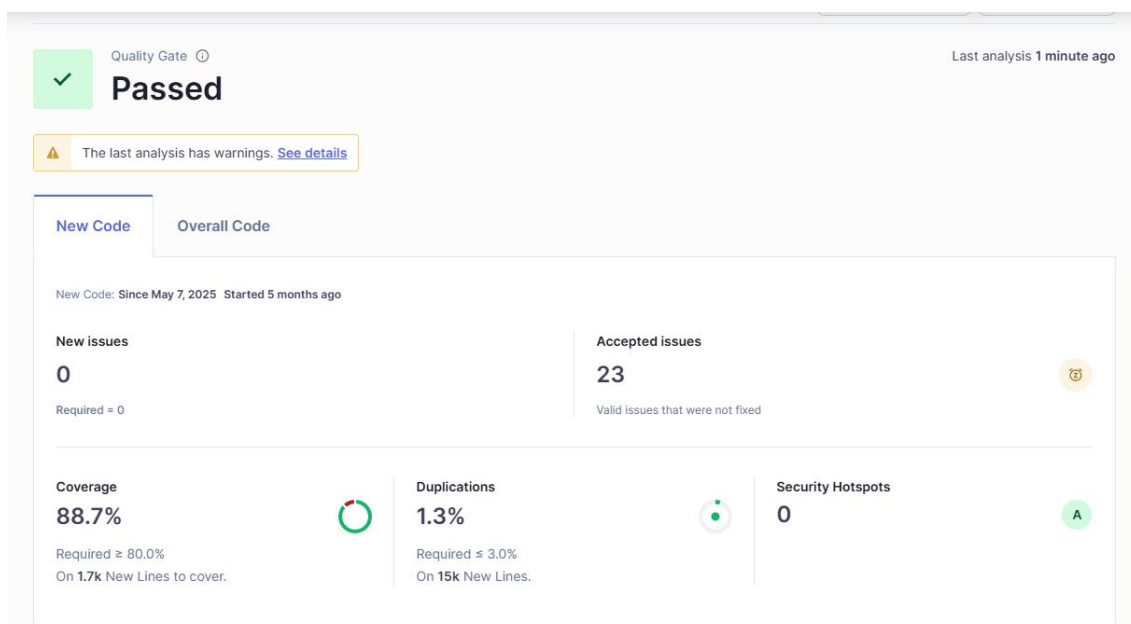 Quality Gate
Last analysis 1 minute ago
Passed
The last analysis has warnings. See details
New Code
Overall Code
New Code: Since May 7, 2025 Started 5 months ago
New issues
0
Required = 0
Accepted issues
23
Valid issues that were not fixed
Coverage
88.7%
Required ≥ 80.0%
On 1.7k New Lines to cover.
Duplications
1.3%
Required ≤ 3.0%
On 15k New Lines.
Security Hotspots
0
A